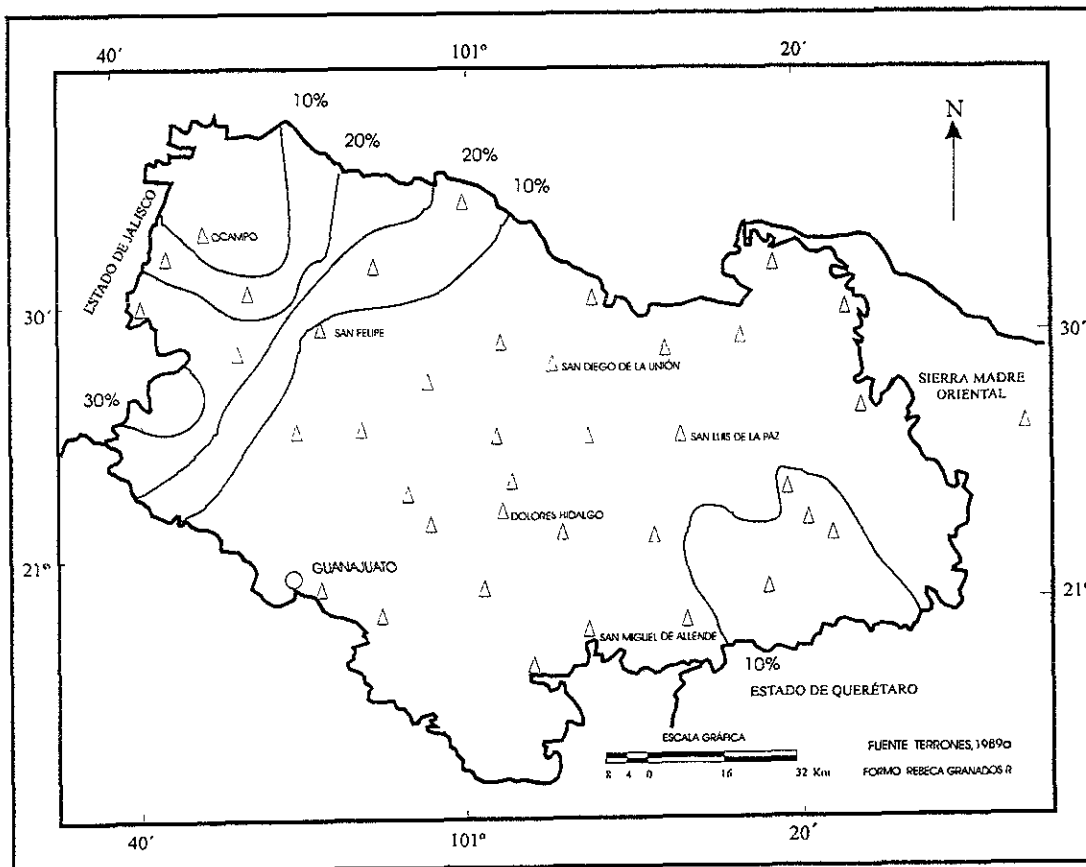 40´ 101° 20´
10%
20%
20%
10%
N
ESTADO DE JALISCO
OCAMPO
30´
30´
SAN FELIPE
SAN DIEGO DE LA UNIÓN
SIERRA MADRE
ORIENTAL
30%
SAN LUIS DE LA PAZ
DOLORES HIDALGO
GUANAJUATO
21°
21°
SAN MIGUEL DE ALLENDE
10%
ESTADO DE QUERÉTARO
ESCALA GRÁFICA
8 4 0 16 32 Km
FUENTE TERRONES, 1989a
FORMO REBECA GRANADOS R
40´ 101° 20´